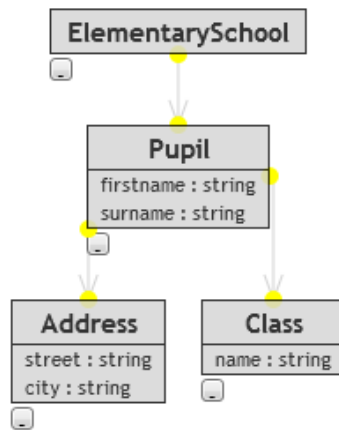 ElementarySchool
Pupil
firstname : string
surname : string
Address
street : string
city : string
Class
name : string